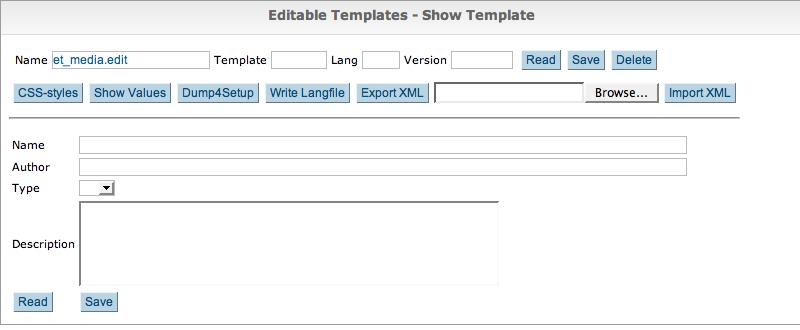 Editable Templates - Show Template
Name et_media.edit Template Lang Version Read Save Delete
CSS-styles Show Values Dump4Setup Write Langfile Export XML Browse... Import XML
Name
Author
Type
Description
Read Save